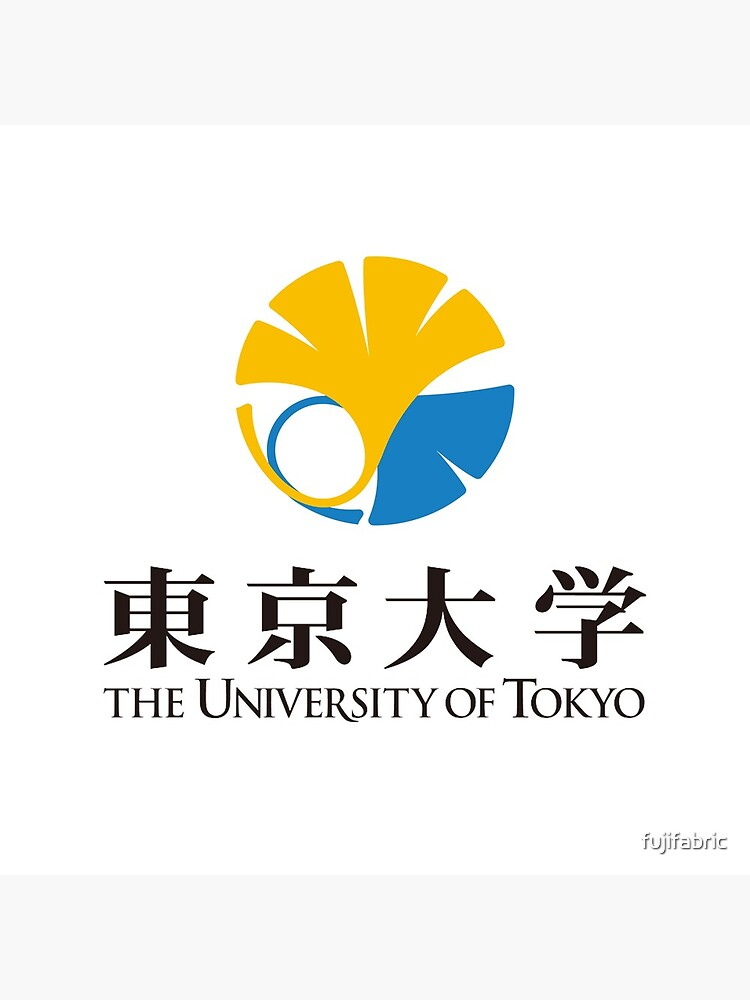 東京大学
THE UNIVERSITY OF TOKYO
fujifabric